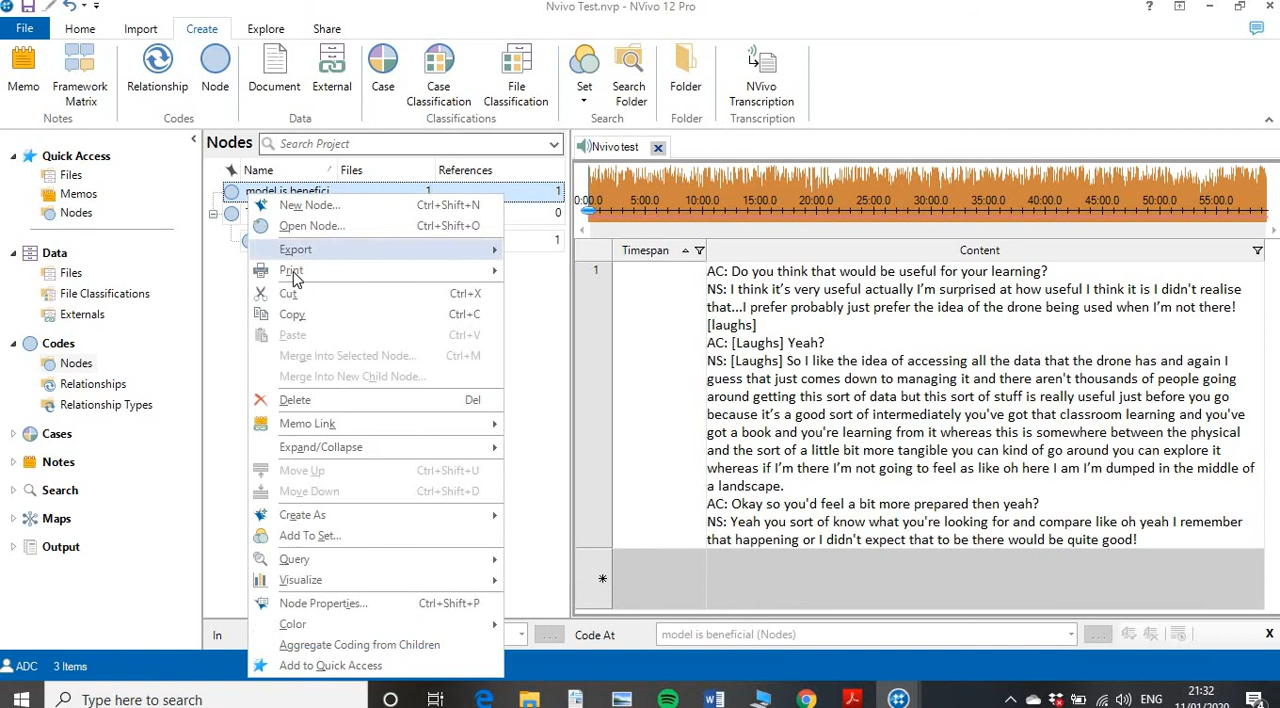 Nvivo Test.nvp - NVivo 12 Pro
?
File Home Import Create Explore Share
Memo
Framework
Matrix
Relationship
Node
Document
External
Case
Case
Classification
File
Classification
Set
Search
Folder
Folder
NVivo
Transcription
Notes Codes Data Classifications Search Folder Transcription
Quick Access
Files
Memos
Nodes
Data
Files
File Classifications
Externals
Codes
Nodes
Relationships
Relationship Types
Cases
Notes
Search
Maps
Output
Nodes Search Project
Name Files References
model is benefici 1 1
0
1
New Node... Ctrl+Shift+N
Open Node... Ctrl+Shift+O
Export
Print
Cut Ctrl+X
Copy Ctrl+C
Paste Ctrl+V
Merge Into Selected Node... Ctrl+M
Merge Into New Child Node...
Delete Del
Memo Link
Expand/Collapse
Move Up Ctrl+Shift+U
Move Down Ctrl+Shift+D
Create As
Add To Set...
Query
Visualize
Node Properties... Ctrl+Shift+P
Color
Aggregate Coding from Children
Add to Quick Access
Nvivo test
0:00.0 5:00.0 10:00.0 15:00.0 20:00.0 25:00.0 30:00.0 35:00.0 40:00.0 45:00.0 50:00.0 55:00.0
Timespan Content
1
AC: Do you think that would be useful for your learning?
NS: I think it's very useful actually I'm surprised at how useful I think it is I didn't realise
that...I prefer probably just prefer the idea of the drone being used when I'm not there!
[laughs]
AC: [Laughs] Yeah?
NS: [Laughs] So I like the idea of accessing all the data that the drone has and again I
guess that just comes down to managing it and there aren't thousands of people going
around getting this sort of data but this sort of stuff is really useful just before you go
because it's a good sort of intermediately you've got that classroom learning and you've
got a book and you're learning from it whereas this is somewhere between the physical
and the sort of a little bit more tangible you can kind of go around you can explore it
whereas if I'm there I'm not going to feel as like oh here I am I'm dumped in the middle of
a landscape.
AC: Okay so you'd feel a bit more prepared then yeah?
NS: Yeah you sort of know what you're looking for and compare like oh yeah I remember
that happening or I didn't expect that to be there would be quite good!
*
In ... Code At model is beneficial (Nodes) ... X
ADC 3 Items
Type here to search
ENG
21:32
11/01/2020
4